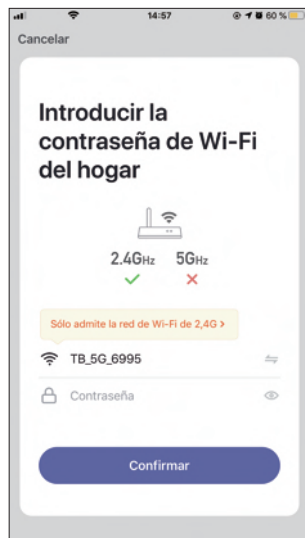 14:57
60 %
Cancelar
Introducir la
contraseña de Wi-Fi
del hogar
2.4GHz 5GHz
Sólo admite la red de Wi-Fi de 2,4G >
TB_5G_6995
Contraseña
Confirmar